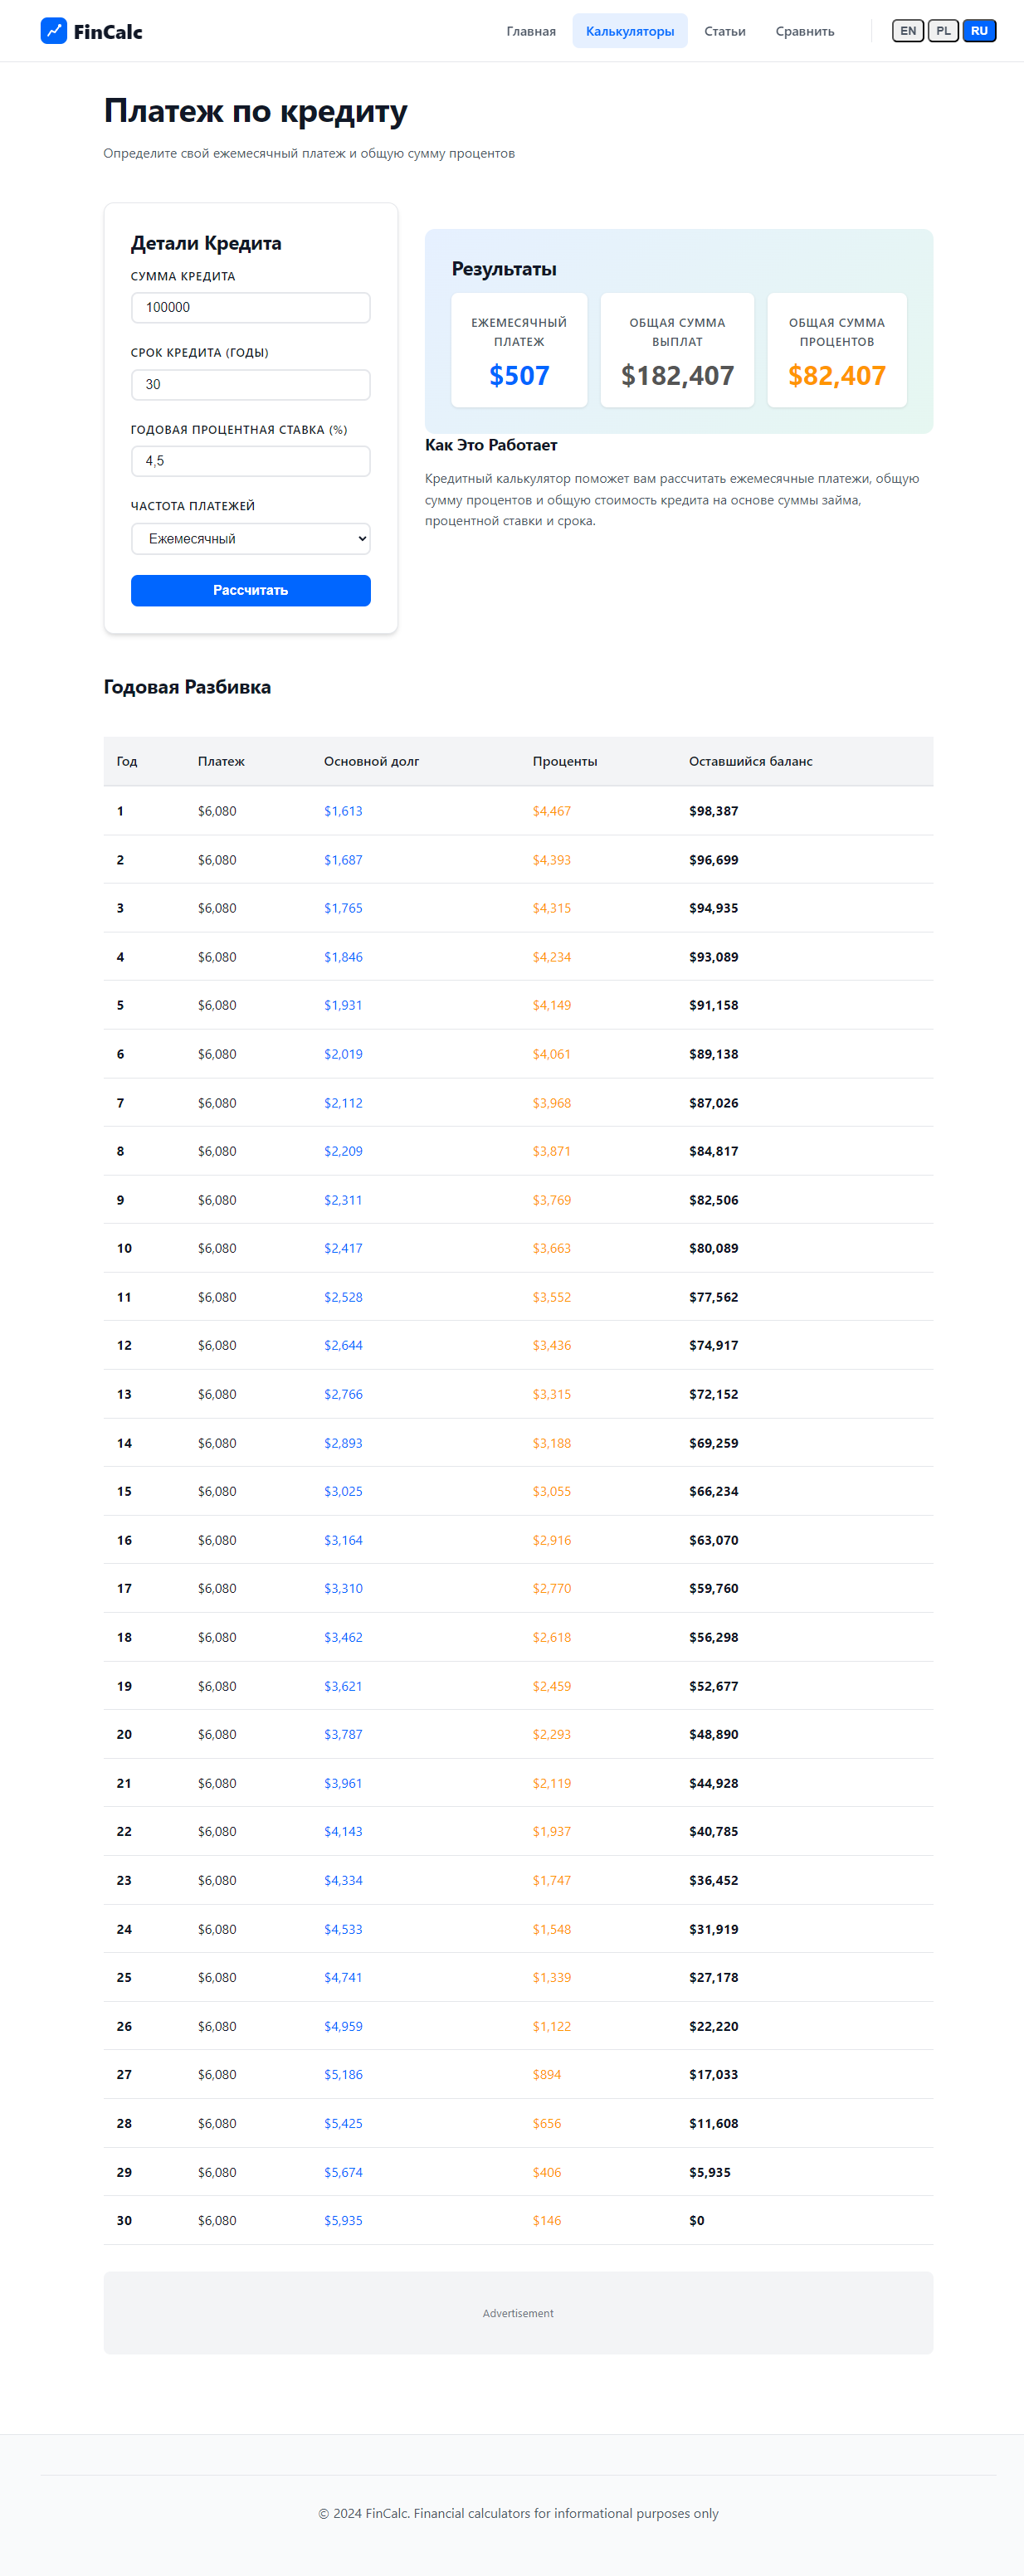 FinCalc
Главная Калькуляторы Статьи Сравнить EN PL RU
Платеж по кредиту
Определите свой ежемесячный платеж и общую сумму процентов
Детали Кредита
СУММА КРЕДИТА
100000
СРОК КРЕДИТА (ГОДЫ)
30
ГОДОВАЯ ПРОЦЕНТНАЯ СТАВКА (%)
4,5
ЧАСТОТА ПЛАТЕЖЕЙ
Ежемесячный
Рассчитать
Результаты
ЕЖЕМЕСЯЧНЫЙ
ПЛАТЕЖ
$507
ОБЩАЯ СУММА
ВЫПЛАТ
$182,407
ОБЩАЯ СУММА
ПРОЦЕНТОВ
$82,407
Как Это Работает
Кредитный калькулятор поможет вам рассчитать ежемесячные платежи, общую
сумму процентов и общую стоимость кредита на основе суммы займа,
процентной ставки и срока.
Годовая Разбивка
Год Платеж Основной долг Проценты Оставшийся баланс
1 $6,080 $1,613 $4,467 $98,387
2 $6,080 $1,687 $4,393 $96,699
3 $6,080 $1,765 $4,315 $94,935
4 $6,080 $1,846 $4,234 $93,089
5 $6,080 $1,931 $4,149 $91,158
6 $6,080 $2,019 $4,061 $89,138
7 $6,080 $2,112 $3,968 $87,026
8 $6,080 $2,209 $3,871 $84,817
9 $6,080 $2,311 $3,769 $82,506
10 $6,080 $2,417 $3,663 $80,089
11 $6,080 $2,528 $3,552 $77,562
12 $6,080 $2,644 $3,436 $74,917
13 $6,080 $2,766 $3,315 $72,152
14 $6,080 $2,893 $3,188 $69,259
15 $6,080 $3,025 $3,055 $66,234
16 $6,080 $3,164 $2,916 $63,070
17 $6,080 $3,310 $2,770 $59,760
18 $6,080 $3,462 $2,618 $56,298
19 $6,080 $3,621 $2,459 $52,677
20 $6,080 $3,787 $2,293 $48,890
21 $6,080 $3,961 $2,119 $44,928
22 $6,080 $4,143 $1,937 $40,785
23 $6,080 $4,334 $1,747 $36,452
24 $6,080 $4,533 $1,548 $31,919
25 $6,080 $4,741 $1,339 $27,178
26 $6,080 $4,959 $1,122 $22,220
27 $6,080 $5,186 $894 $17,033
28 $6,080 $5,425 $656 $11,608
29 $6,080 $5,674 $406 $5,935
30 $6,080 $5,935 $146 $0
Advertisement
© 2024 FinCalc. Financial calculators for informational purposes only